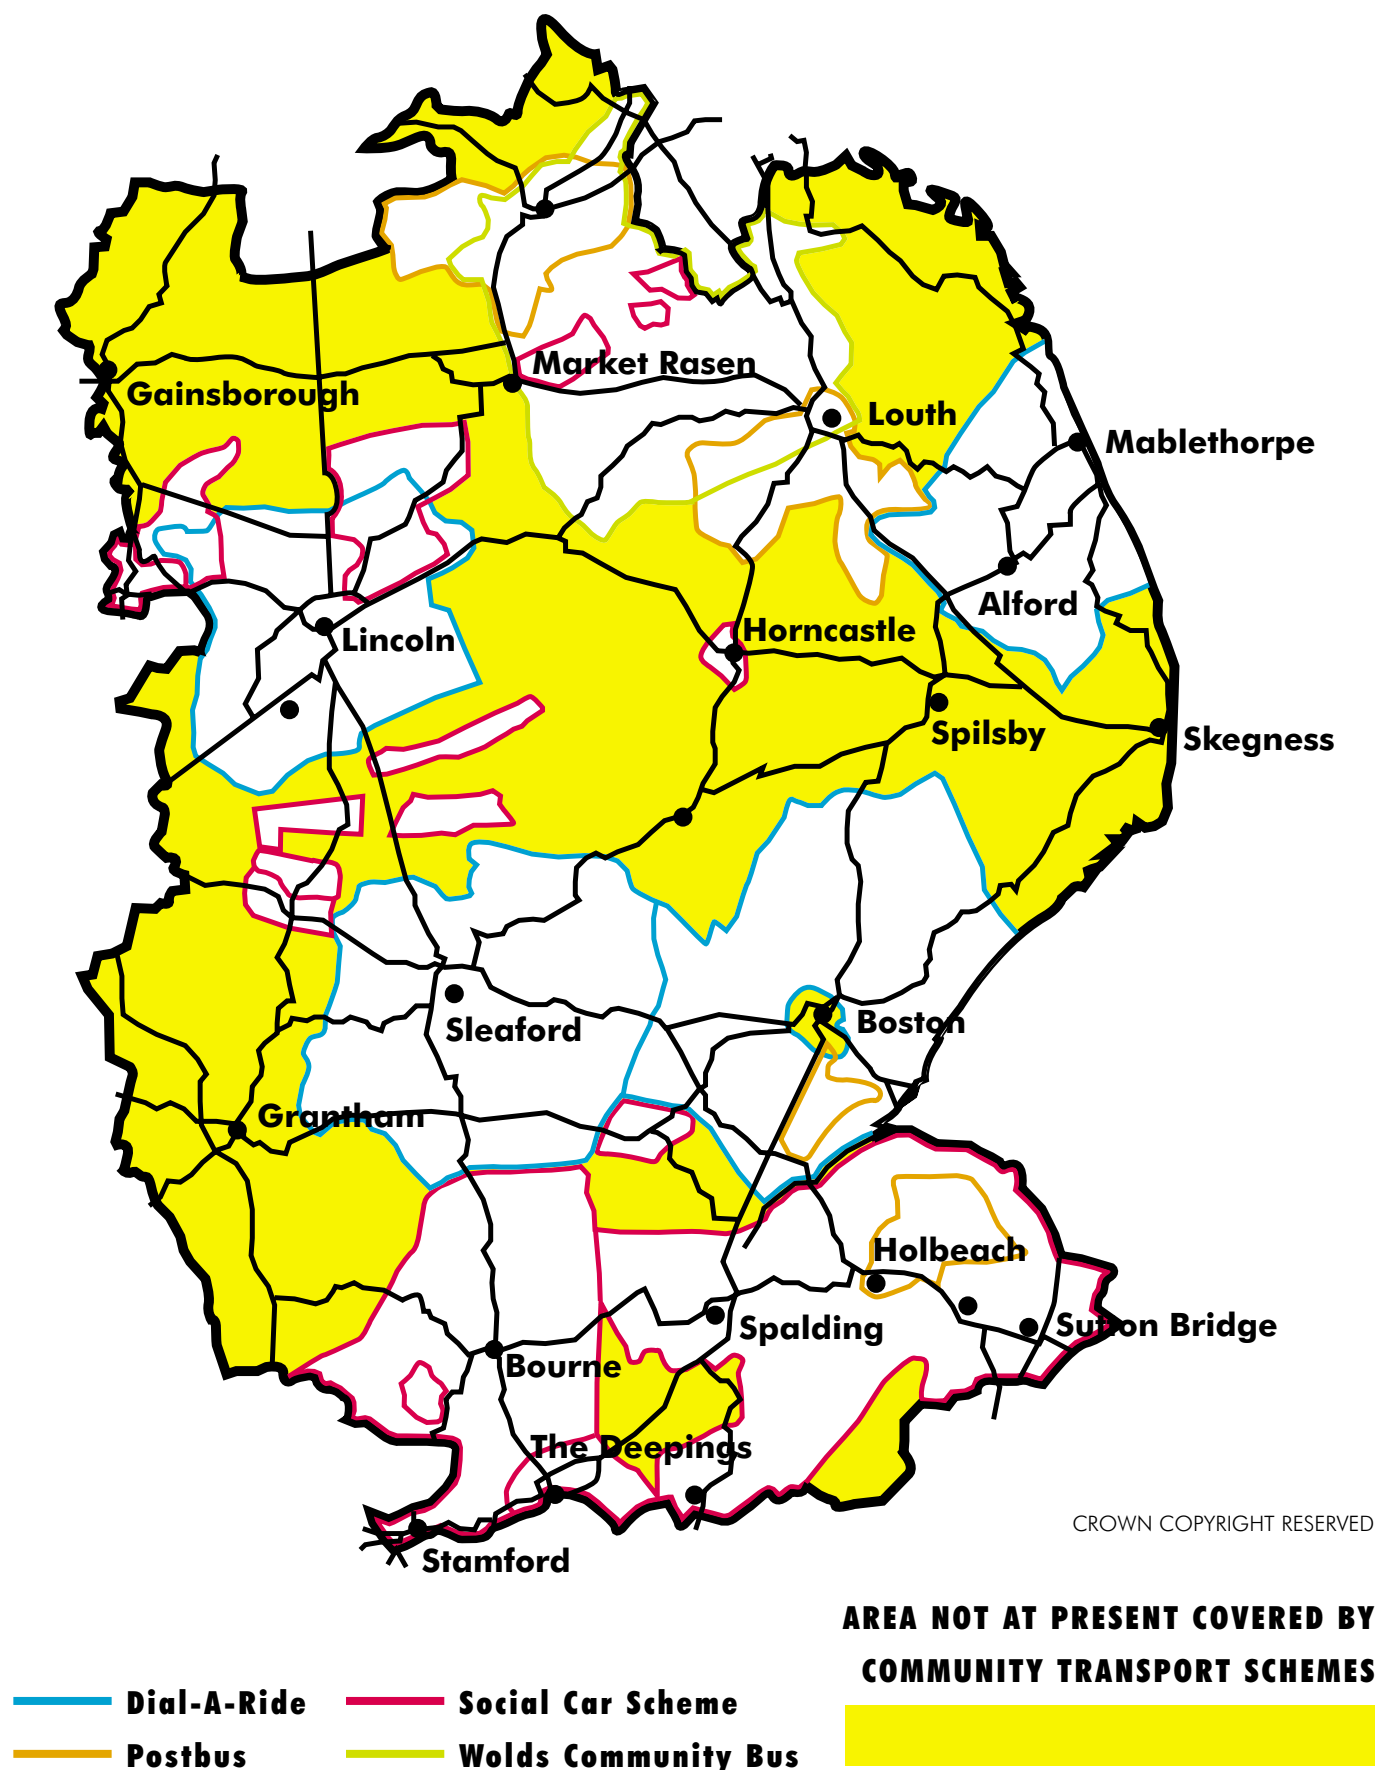 Market Rasen
Gainsborough
Louth
Mablethorpe
Alford
Horncastle
Lincoln
Spilsby
Skegness
Boston
Sleaford
Grantham
Holbeach
Spalding
Sutton Bridge
Bourne
The Deepings
CROWN COPYRIGHT RESERVED
Stamford
AREA NOT AT PRESENT COVERED BY
COMMUNITY TRANSPORT SCHEMES
Dial-A-Ride
Social Car Scheme
Postbus
Wolds Community Bus